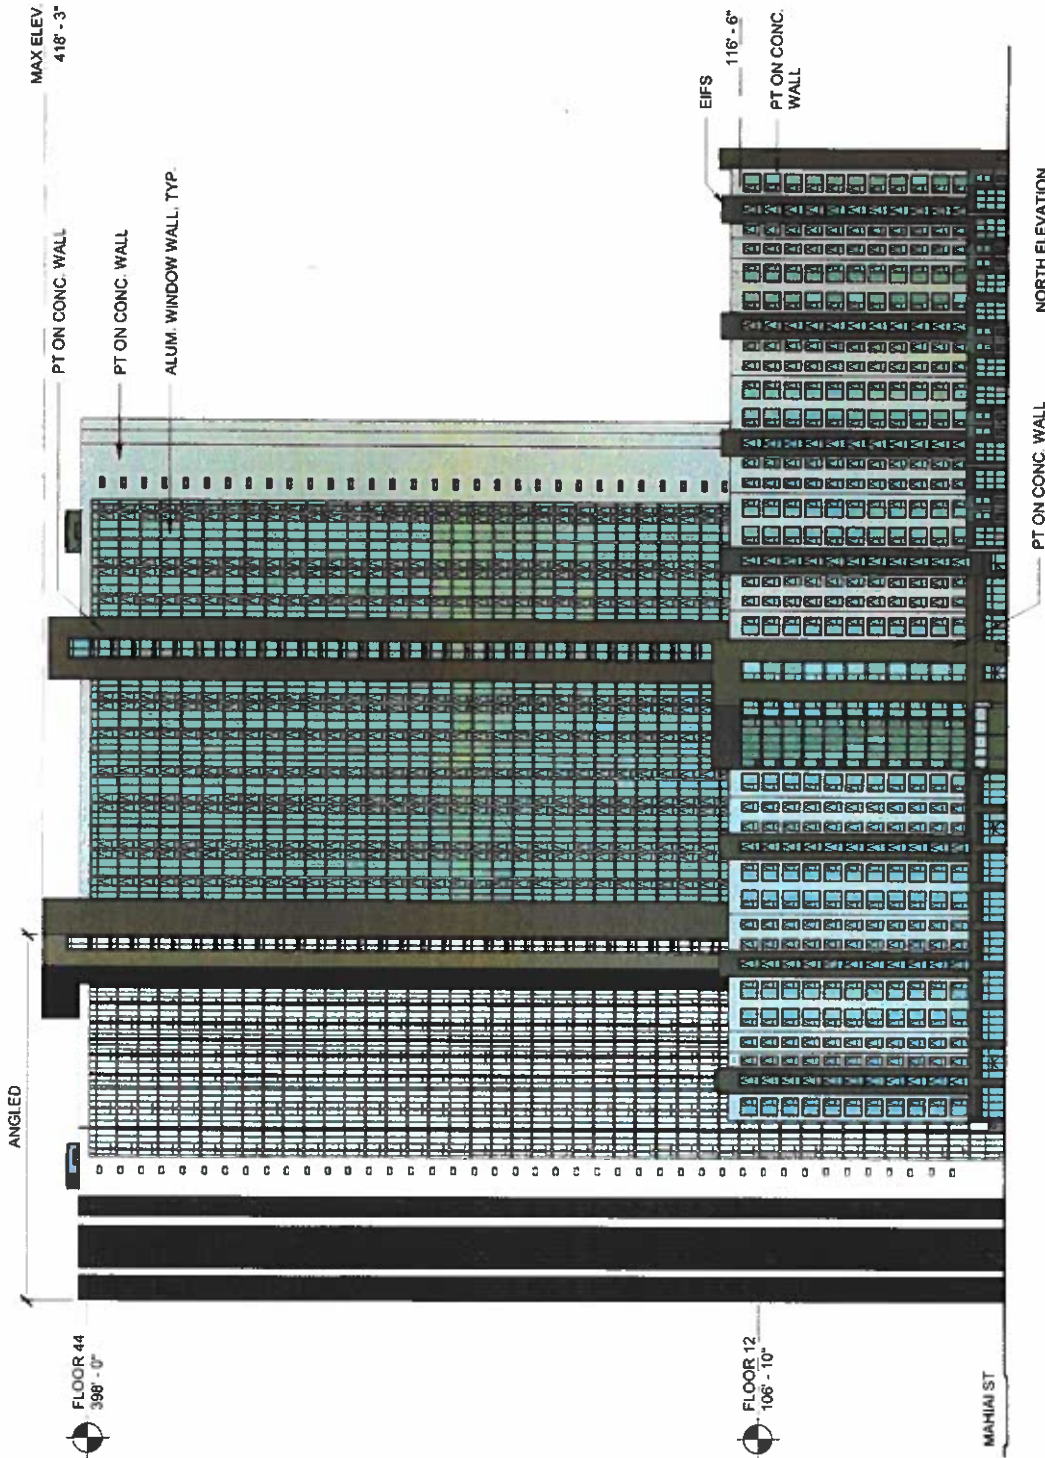 MAX ELEV.
418' - 3"
PT ON CONC. WALL
PT ON CONC. WALL
ALUM. WINDOW WALL, TYP.
EIFS
116' - 6"
PT ON CONC.
WALL
ANGLED
FLOOR 44
398' - 0"
FLOOR 12
106' - 10"
MAHIAI ST
PT ON CONC. WALL
NORTH ELEVATION